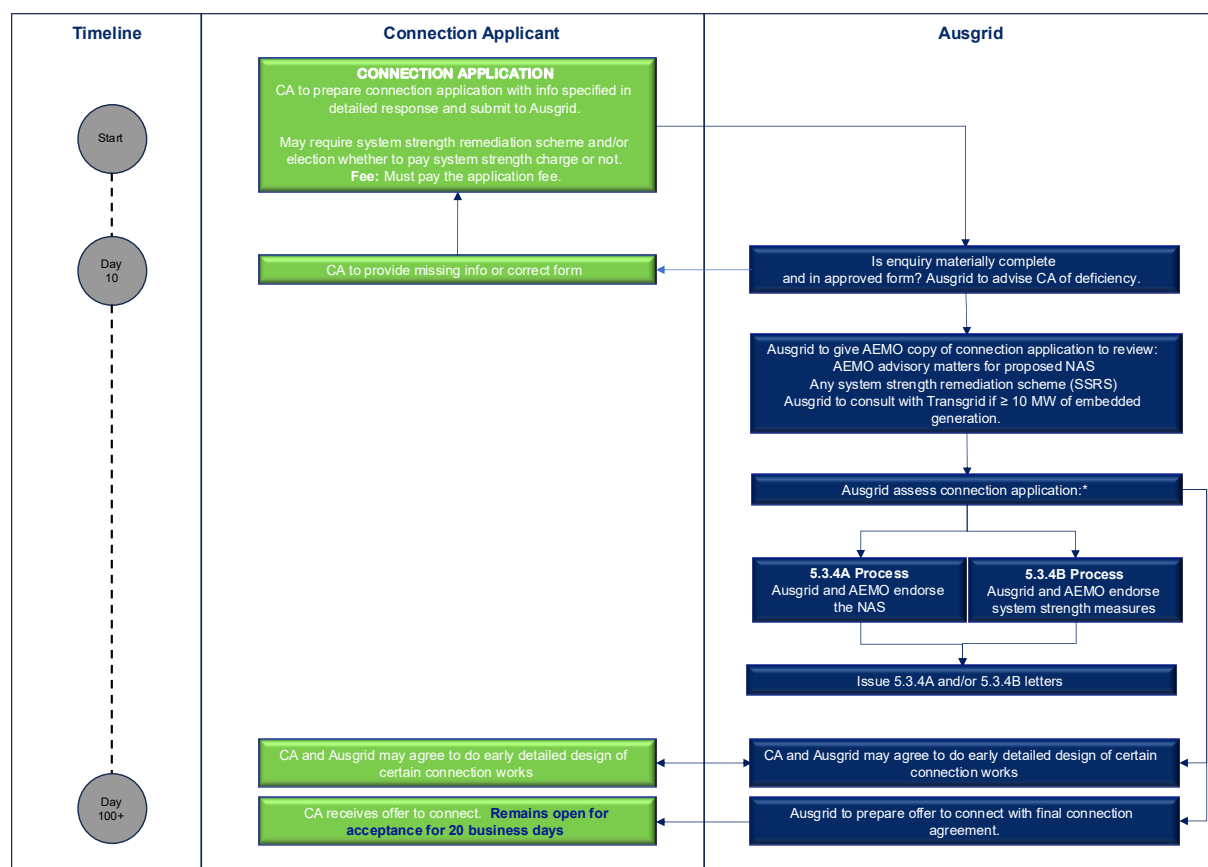 Timeline
Connection Applicant
Ausgrid
Start
CONNECTION APPLICATION
CA to prepare connection application with info specified in
detailed response and submit to Ausgrid.
May require system strength remediation scheme and/or
election whether to pay system strength charge or not.
Fee: Must pay the application fee.
Day
10
CA to provide missing info or correct form
Is enquiry materially complete
and in approved form? Ausgrid to advise CA of deficiency.
Ausgrid to give AEMO copy of connection application to review:
AEMO advisory matters for proposed NAS
Any system strength remediation scheme (SSRS)
Ausgrid to consult with Transgrid if ≥ 10 MW of embedded
generation.
Ausgrid assess connection application:*
5.3.4A Process
Ausgrid and AEMO endorse
the NAS
5.3.4B Process
Ausgrid and AEMO endorse
system strength measures
Issue 5.3.4A and/or 5.3.4B letters
CA and Ausgrid may agree to do early detailed design of
certain connection works
CA and Ausgrid may agree to do early detailed design of certain
connection works
Day
100+
CA receives offer to connect. Remains open for
acceptance for 20 business days
Ausgrid to prepare offer to connect with final connection
agreement.